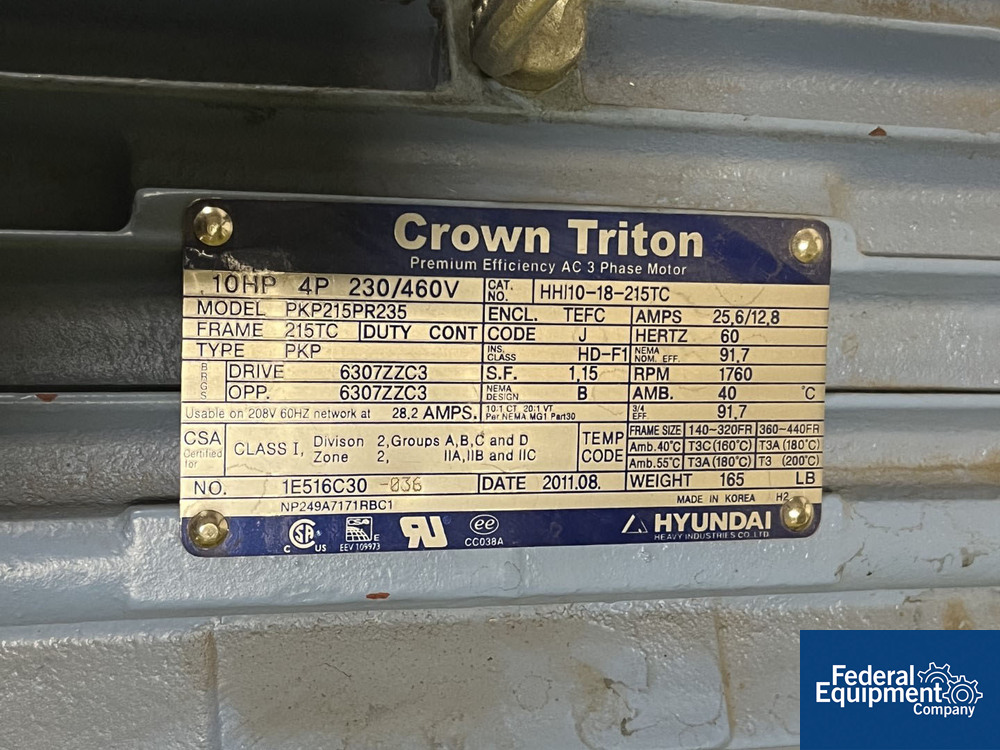 Crown Triton
Premium Efficiency AC 3 Phase Motor
10HP 4P 230/460V CAT. NO. HHI10-18-215TC
MODEL PKP215PR235 ENCL. TEFC AMPS 25.6/12.8
FRAME 215TC DUTY CONT CODE J HERTZ 60
TYPE PKP INS. CLASS HD-F1 NEMA NOM. EFF. 91.7
BRGS DRIVE 6307ZZC3 S.F. 1.15 RPM 1760
OPP. 6307ZZC3 NEMA DESIGN B AMB. 40 °C
Usable on 208V 60HZ network at 28.2 AMPS. 10:1 CT 20:1 VT Per NEMA MG1 Part30 3/4 EFF. 91.7
CSA Certified for CLASS I, Divison 2, Groups A,B,C and D TEMP CODE FRAME SIZE 140~320FR 360~440FR
Zone 2, IIA,IIB and IIC Amb.40°C T3C(160°C) T3A(180°C)
Amb.55°C T3A(180°C) T3 (200°C)
NO. 1E516C30 -036 DATE 2011.08. WEIGHT 165 LB
NP249A7171RBC1 MADE IN KOREA H2
C US EEV 109973 ee CC038A HYUNDAI
HEAVY INDUSTRIES CO.,LTD.
Federal
Equipment
Company